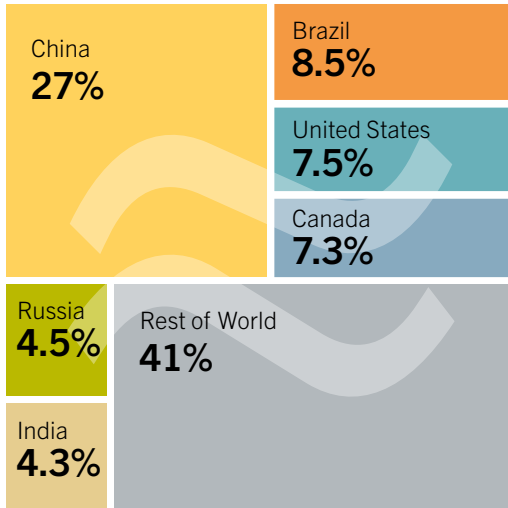 China
27%
Brazil
8.5%
United States
7.5%
Canada
7.3%
Russia
4.5%
Rest of World
41%
India
4.3%